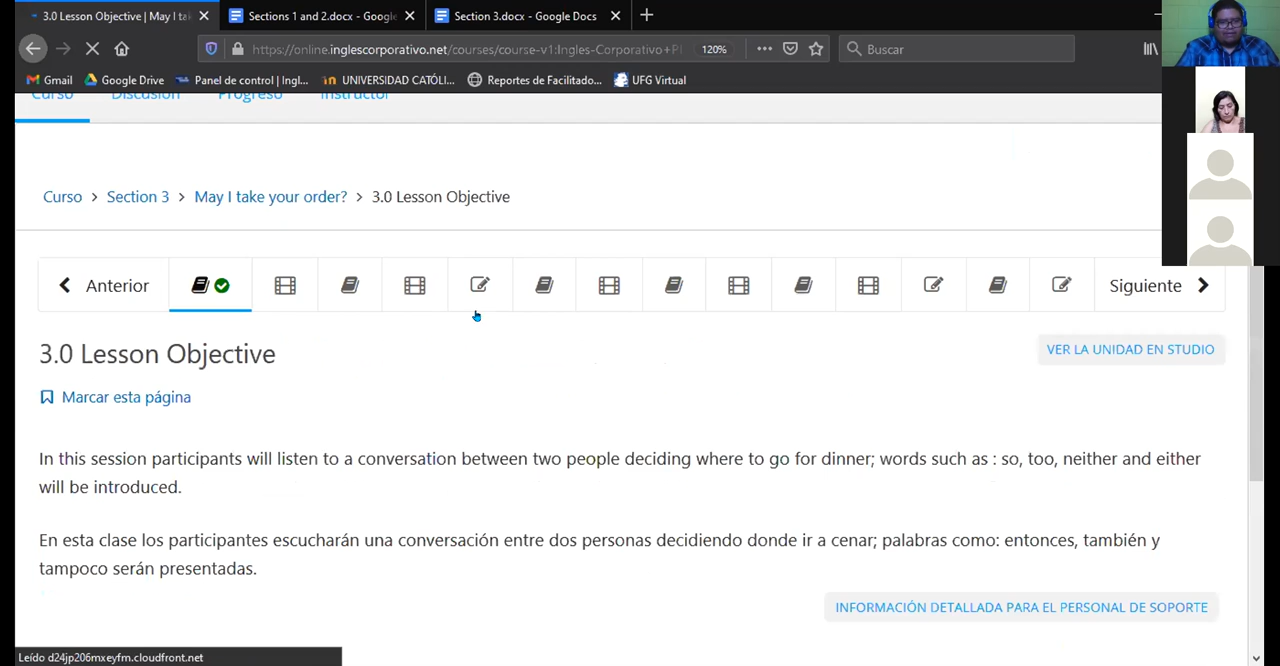 3.0 Lesson Objective | May I tak
Sections 1 and 2.docx - Google
Section 3.docx - Google Docs
https://online.inglescorporativo.net/courses/course-v1:Ingles-Corporativo+Pl
120%
Buscar
Gmail
Google Drive
Panel de control | Ingl...
UNIVERSIDAD CATÓLI...
Reportes de Facilitado...
UFG Virtual
Curso
Discusión
Progreso
Instructor
Curso > Section 3 > May I take your order? > 3.0 Lesson Objective
Anterior
Siguiente
3.0 Lesson Objective
VER LA UNIDAD EN STUDIO
Marcar esta página
In this session participants will listen to a conversation between two people deciding where to go for dinner; words such as : so, too, neither and either
will be introduced.
En esta clase los participantes escucharán una conversación entre dos personas decidiendo donde ir a cenar; palabras como: entonces, también y
tampoco serán presentadas.
INFORMACIÓN DETALLADA PARA EL PERSONAL DE SOPORTE
Leído d24jp206mxeyfm.cloudfront.net